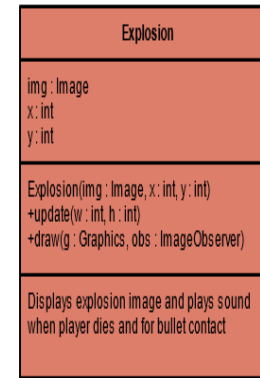 Explosion
img : Image
x : int
y : int
Explosion(img : Image, x : int, y : int)
+update(w : int, h : int)
+draw(g : Graphics, obs : ImageObserver)
Displays explosion image and plays sound
when player dies and for bullet contact